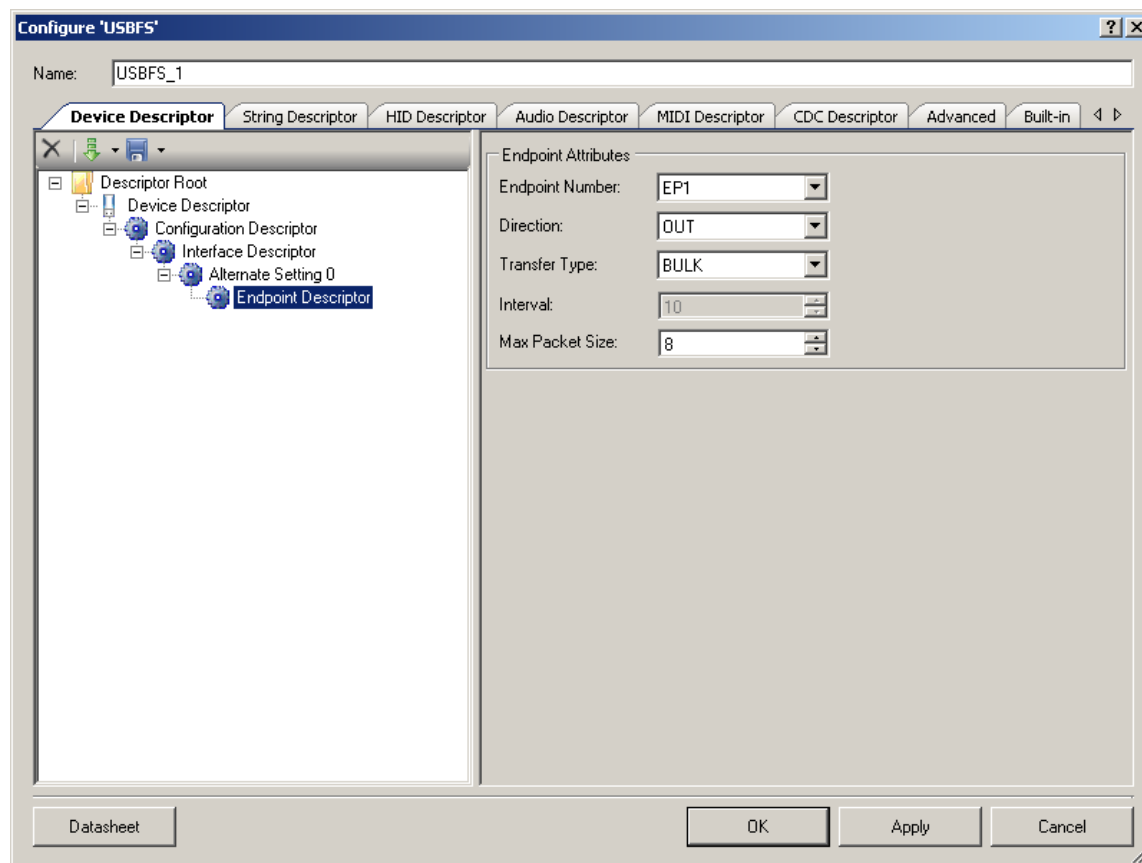 Configure 'USBFS'
Name: USBFS_1
Device Descriptor String Descriptor HID Descriptor Audio Descriptor MIDI Descriptor CDC Descriptor Advanced Built-in
Descriptor Root
Device Descriptor
Configuration Descriptor
Interface Descriptor
Alternate Setting 0
Endpoint Descriptor
Endpoint Attributes
Endpoint Number: EP1
Direction: OUT
Transfer Type: BULK
Interval: 10
Max Packet Size: 8
Datasheet OK Apply Cancel